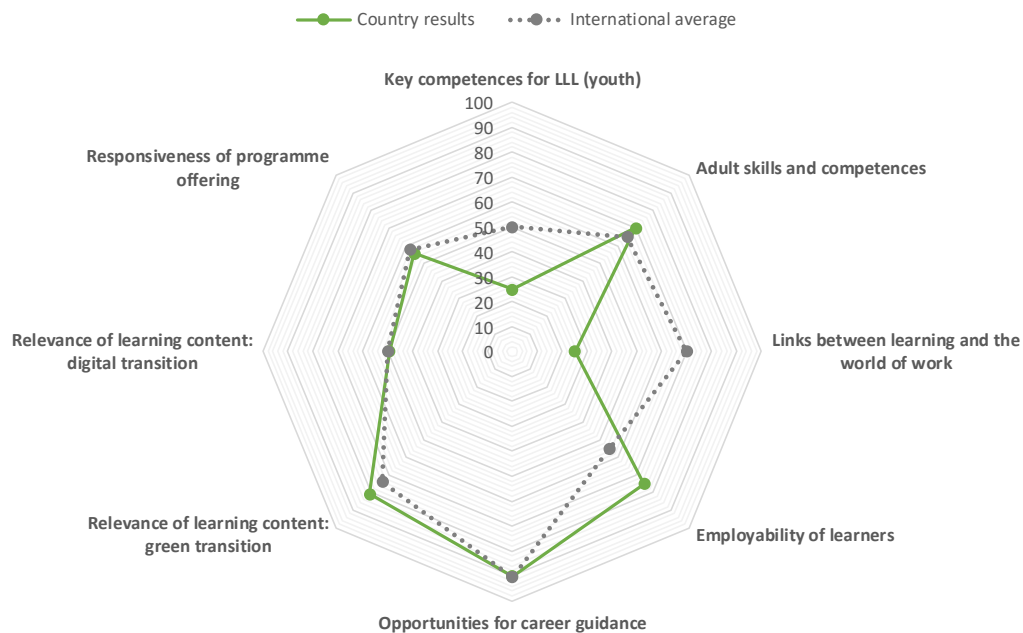 Country results
International average
Key competences for LLL (youth)
100
90
80
70
60
50
40
30
20
10
0
Adult skills and competences
Links between learning and the
world of work
Employability of learners
Opportunities for career guidance
Relevance of learning content:
green transition
Relevance of learning content:
digital transition
Responsiveness of programme
offering